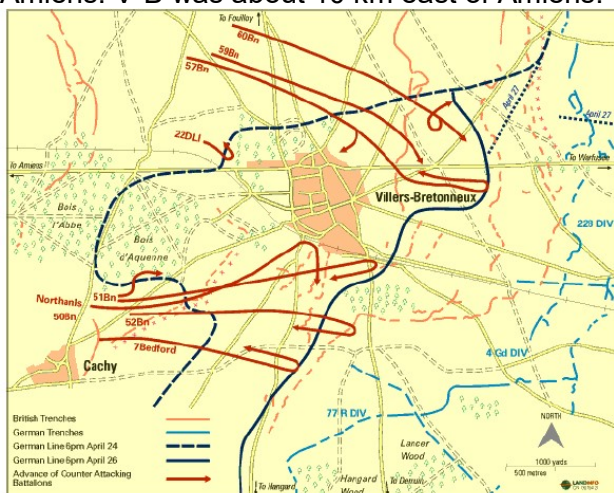 Amiens. V-B was about 16 km east of Amiens.
To Fouilloy
60Bn
59Bn
57Bn
22DLI
April 27
April 27
To Amiens
To Warfusee
Villers-Bretonneux
Bois
l'Abbe
Bois
d'Aquenne
228 DIV
Northants
51Bn
50Bn
52Bn
7Bedford
Cachy
4 Gd DIV
77 R DIV
British Trenches
German Trenches
German Line 6pm April 24
German Line 6pm April 26
Advance of Counter Attacking
Battalions
NORTH
Lancer
Wood
1000 yards
500 metres
Hangard
Wood
To Hangard
To Demuin
LANDINFO